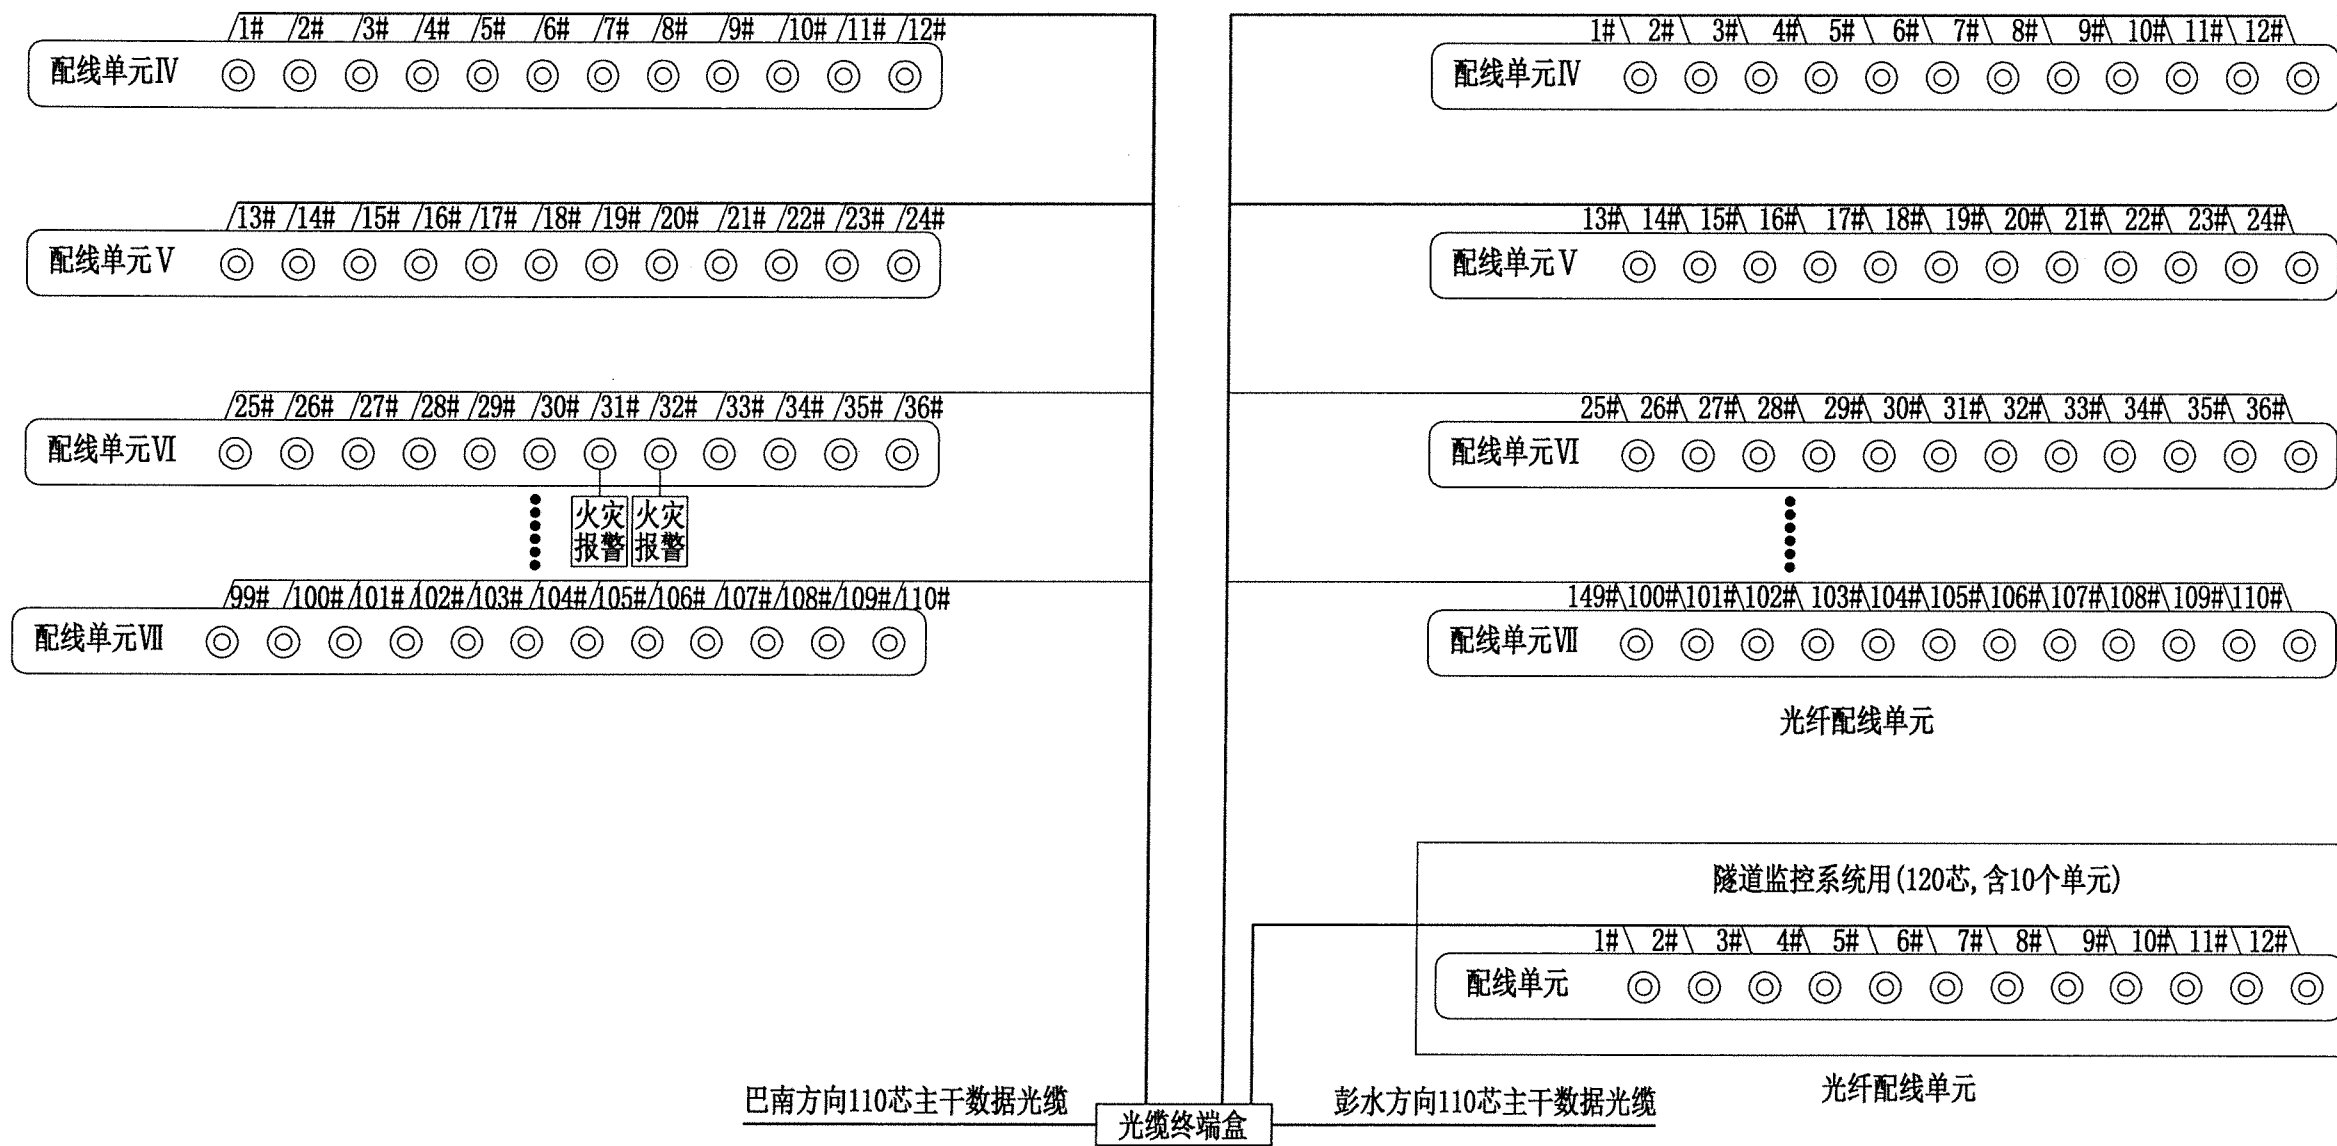 1# 2# 3# 4# 5# 6# 7# 8# 9# 10# 11# 12#
配线单元Ⅳ
13# 14# 15# 16# 17# 18# 19# 20# 21# 22# 23# 24#
配线单元Ⅴ
25# 26# 27# 28# 29# 30# 31# 32# 33# 34# 35# 36#
配线单元Ⅵ
火灾 火灾
报警 报警
99# 100# 101# 102# 103# 104# 105# 106# 107# 108# 109# 110#
配线单元Ⅶ
1# 2# 3# 4# 5# 6# 7# 8# 9# 10# 11# 12#
配线单元Ⅳ
13# 14# 15# 16# 17# 18# 19# 20# 21# 22# 23# 24#
配线单元Ⅴ
25# 26# 27# 28# 29# 30# 31# 32# 33# 34# 35# 36#
配线单元Ⅵ
149# 100# 101# 102# 103# 104# 105# 106# 107# 108# 109# 110#
配线单元Ⅶ
光纤配线单元
隧道监控系统用(120芯,含10个单元)
1# 2# 3# 4# 5# 6# 7# 8# 9# 10# 11# 12#
配线单元
光纤配线单元
巴南方向110芯主干数据光缆
光缆终端盒
彭水方向110芯主干数据光缆